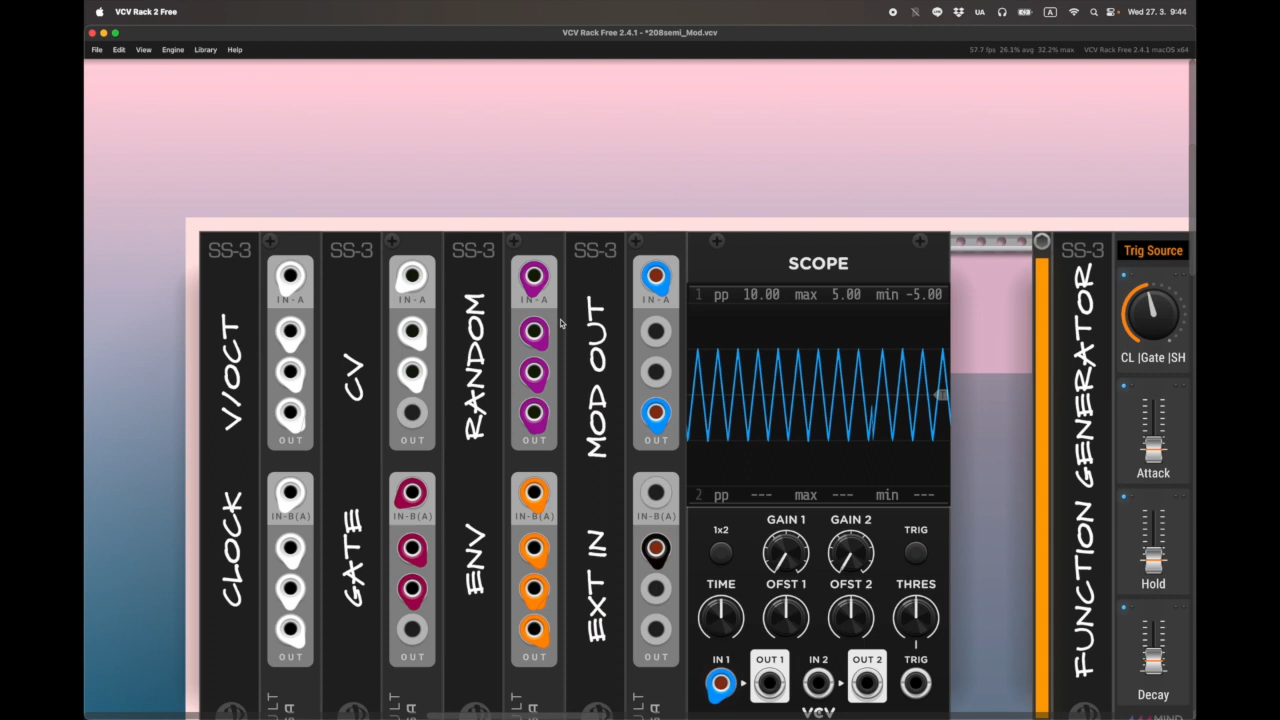 VCV Rack 2 Free
UA
A
Wed 27. 3. 9:44
VCV Rack Free 2.4.1 - *208semi_Mod.vcv
File Edit View Engine Library Help
57.7 fps 26.1% avg 32.2% max
VCV Rack Free 2.4.1 macOS x64
SS-3 SS-3 SS-3 SS-3
IN-A IN-A IN-A IN-A
V/OCT CV RANDOM MOD OUT
OUT OUT OUT OUT
IN-B(A) IN-B(A) IN-B(A) IN-B(A)
CLOCK GATE ENV EXT IN
OUT OUT OUT OUT
SCOPE
1 pp 10.00 max 5.00 min -5.00
T
2 pp --- max --- min ---
1x2 GAIN 1 GAIN 2 TRIG
TIME OFST 1 OFST 2 THRES
IN 1 OUT 1 IN 2 OUT 2 TRIG
VCV
SS-3
FUNCTION GENERATOR
Trig Source
CL |Gate |SH
Attack
Hold
Decay